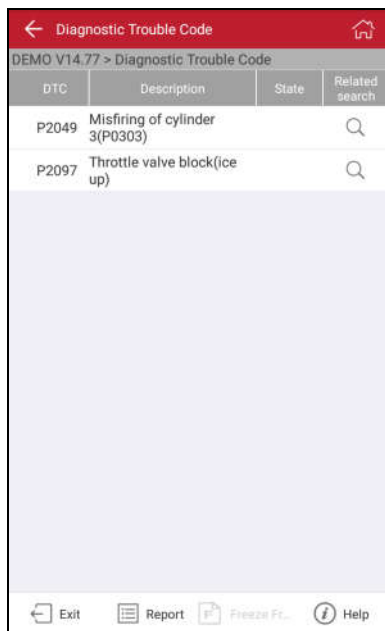 Diagnostic Trouble Code
DEMO V14.77 > Diagnostic Trouble Code
DTC Description State Related search
P2049 Misfiring of cylinder
3(P0303)
P2097 Throttle valve block(ice
up)
Exit Report Freeze Fr... Help